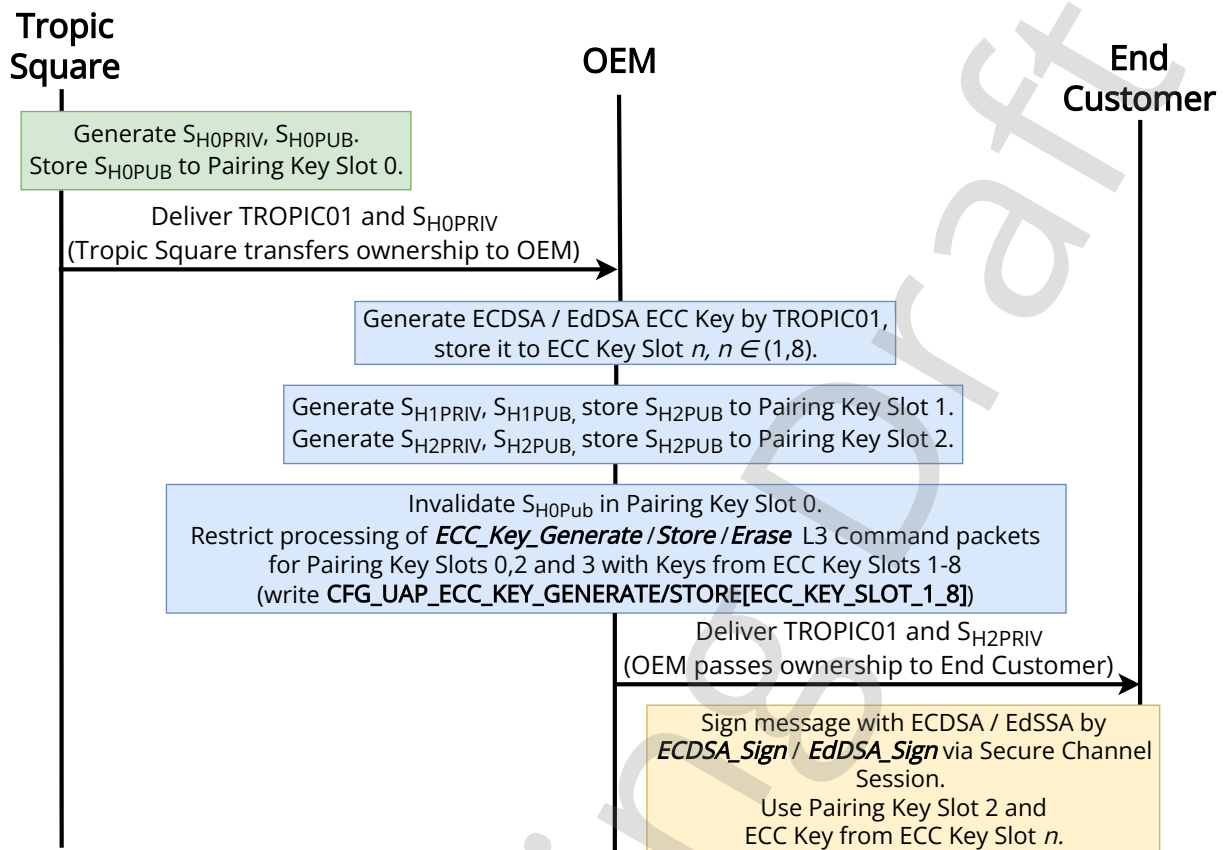 Tropic
Square
OEM
End
Customer
Generate SH0PRIV, SH0PUB.
Store SH0PUB to Pairing Key Slot 0.
Deliver TROPIC01 and SH0PRIV
(Tropic Square transfers ownership to OEM)
Generate ECDSA / EdDSA ECC Key by TROPIC01,
store it to ECC Key Slot n, n ∈ (1,8).
Generate SH1PRIV, SH1PUB, store SH2PUB to Pairing Key Slot 1.
Generate SH2PRIV, SH2PUB, store SH2PUB to Pairing Key Slot 2.
Invalidate SH0Pub in Pairing Key Slot 0.
Restrict processing of ECC_Key_Generate / Store / Erase L3 Command packets
for Pairing Key Slots 0,2 and 3 with Keys from ECC Key Slots 1-8
(write CFG_UAP_ECC_KEY_GENERATE/STORE[ECC_KEY_SLOT_1_8])
Deliver TROPIC01 and SH2PRIV
(OEM passes ownership to End Customer)
Sign message with ECDSA / EdSSA by
ECDSA_Sign / EdDSA_Sign via Secure Channel
Session.
Use Pairing Key Slot 2 and
ECC Key from ECC Key Slot n.
ng Draft